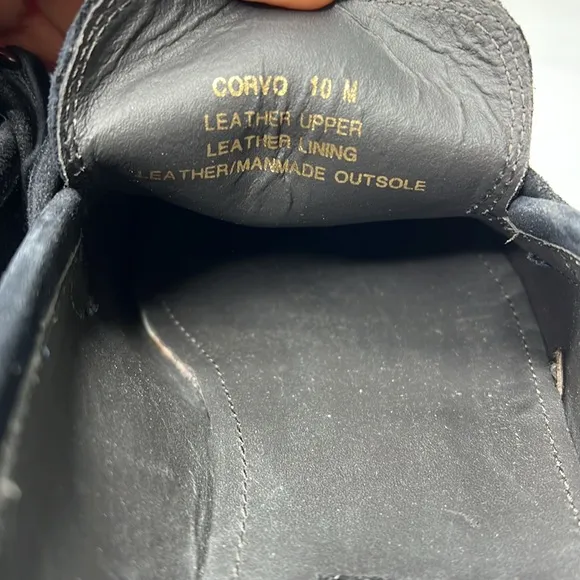 CORVO 10 M
LEATHER UPPER
LEATHER LINING
LEATHER/MANMADE OUTSOLE